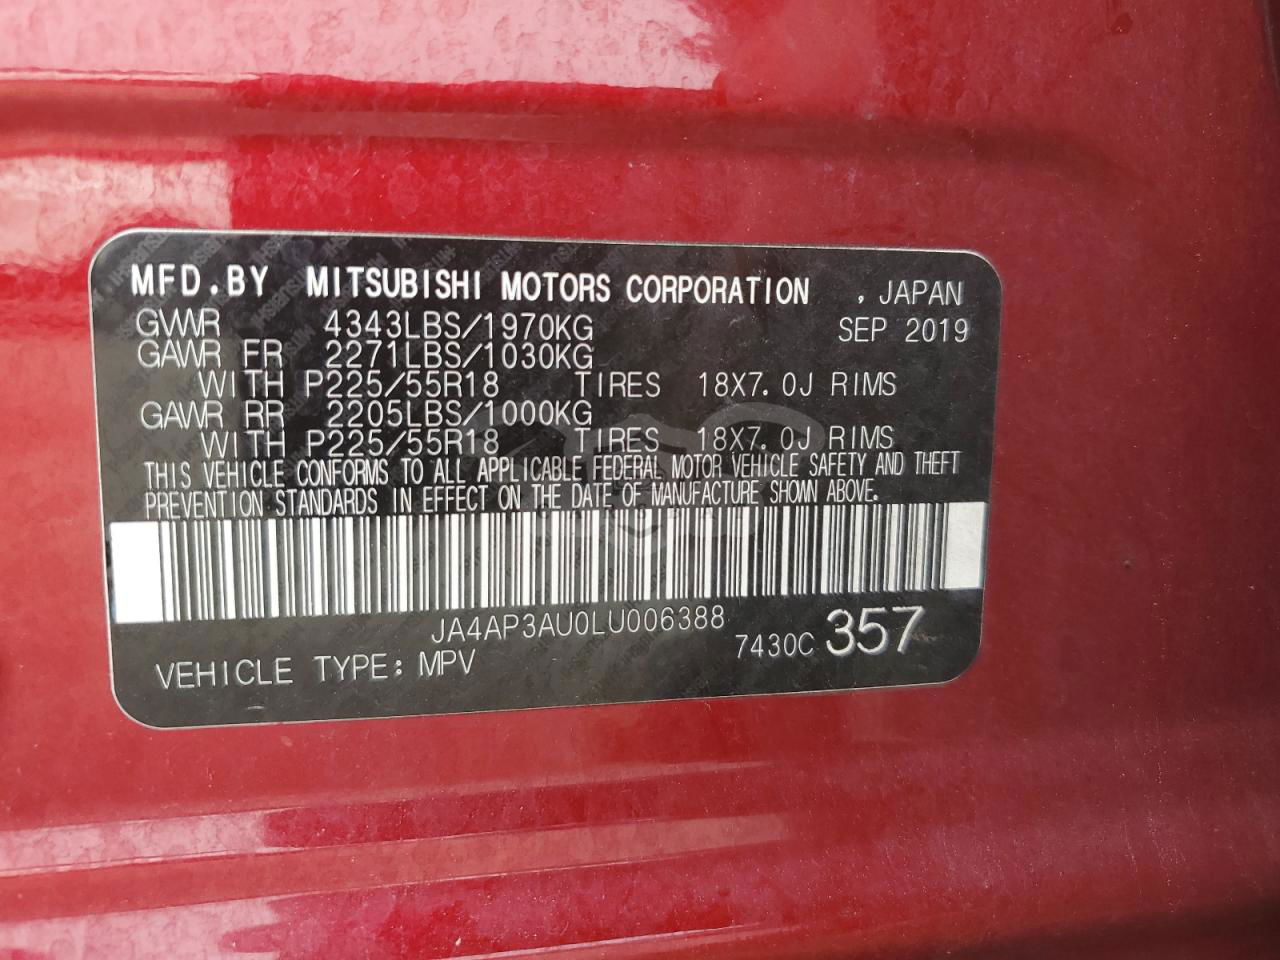 MFD.BY MITSUBISHI MOTORS CORPORATION , JAPAN
GVWR 4343LBS/1970KG SEP 2019
GAWR FR 2271LBS/1030KG
WITH P225/55R18 TIRES 18X7.0J RIMS
GAWR RR 2205LBS/1000KG
WITH P225/55R18 TIRES 18X7.0J RIMS
THIS VEHICLE CONFORMS TO ALL APPLICABLE FEDERAL MOTOR VEHICLE SAFETY AND THEFT
PREVENTION STANDARDS IN EFFECT ON THE DATE OF MANUFACTURE SHOWN ABOVE.
JA4AP3AU0LU006388
7430C 357
VEHICLE TYPE: MPV